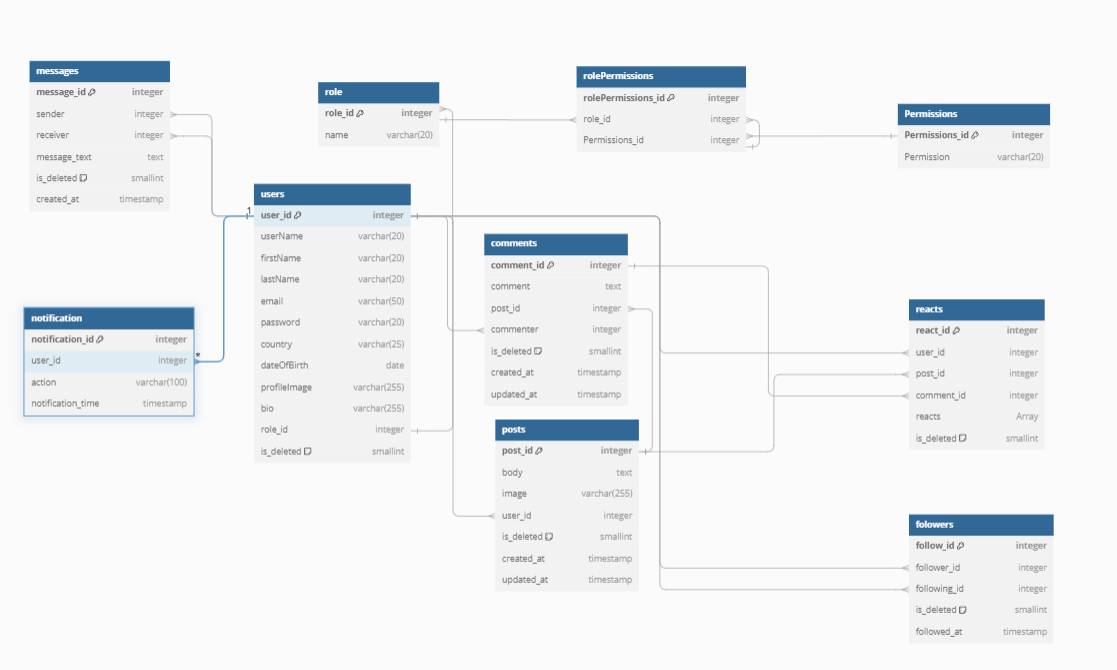 messages
message_id integer
sender integer
receiver integer
message_text text
is_deleted smallint
created_at timestamp
role
role_id integer
name varchar(20)
rolePermissions
rolePermissions_id integer
role_id integer
Permissions_id integer
Permissions
Permissions_id integer
Permission varchar(20)
users
1
user_id integer
userName varchar(20)
firstName varchar(20)
lastName varchar(20)
email varchar(50)
password varchar(20)
country varchar(25)
dateOfBirth date
profileImage varchar(255)
bio varchar(255)
role_id integer
is_deleted smallint
comments
comment_id integer
comment text
post_id integer
commenter integer
is_deleted smallint
created_at timestamp
updated_at timestamp
notification
notification_id integer
user_id integer *
action varchar(100)
notification_time timestamp
reacts
react_id integer
user_id integer
post_id integer
comment_id integer
reacts Array
is_deleted smallint
posts
post_id integer
body text
image varchar(255)
user_id integer
is_deleted smallint
created_at timestamp
updated_at timestamp
folowers
follow_id integer
follower_id integer
following_id integer
is_deleted smallint
followed_at timestamp